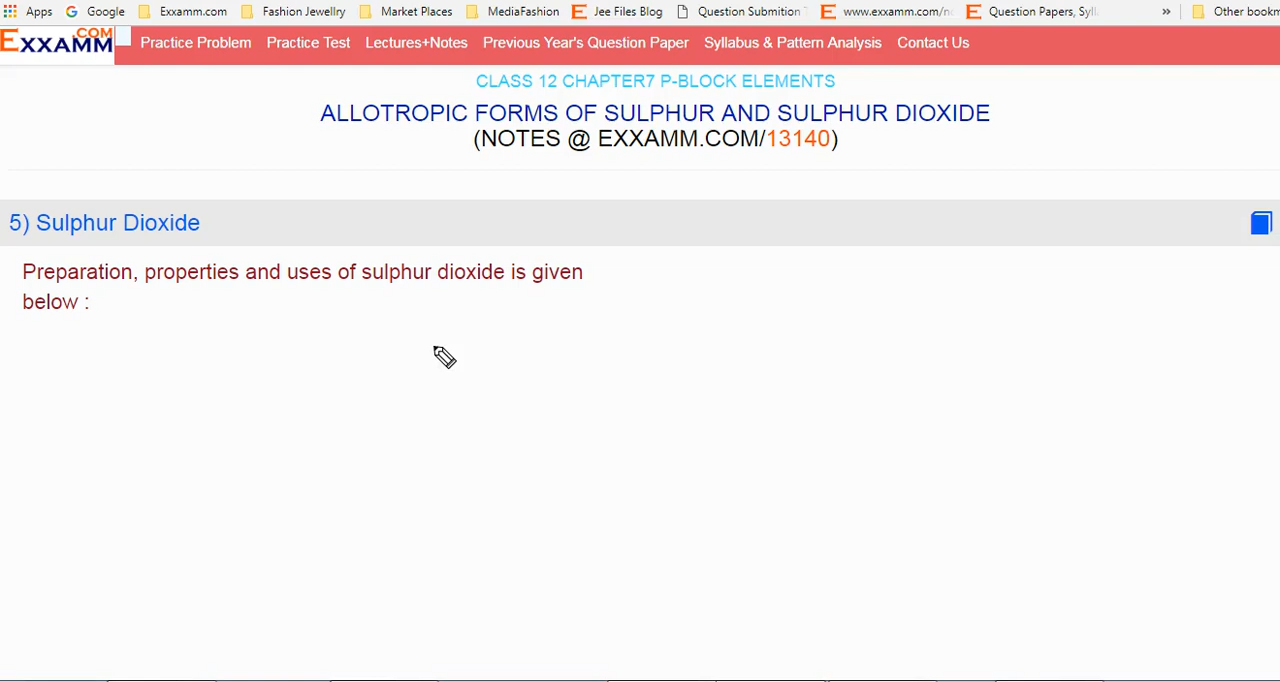 Apps Google Exxamm.com Fashion Jewellry Market Places MediaFashion Jee Files Blog Question Submition www.exxamm.com/n Question Papers, Syl » Other bookm
EXXAMM .COM Practice Problem Practice Test Lectures+Notes Previous Year's Question Paper Syllabus & Pattern Analysis Contact Us
CLASS 12 CHAPTER7 P-BLOCK ELEMENTS
ALLOTROPIC FORMS OF SULPHUR AND SULPHUR DIOXIDE
(NOTES @ EXXAMM.COM/13140)
5) Sulphur Dioxide
Preparation, properties and uses of sulphur dioxide is given
below :